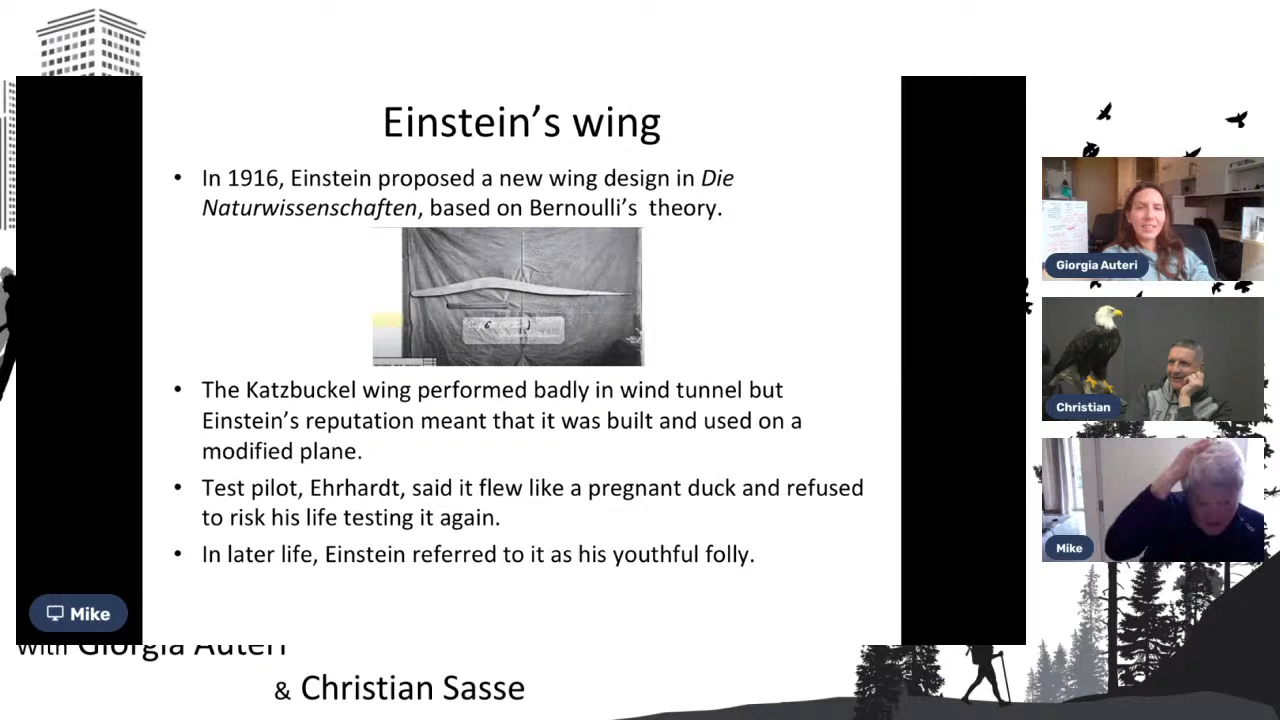 Einstein's wing
• In 1916, Einstein proposed a new wing design in Die
Naturwissenschaften, based on Bernoulli's theory.
• The Katzbuckel wing performed badly in wind tunnel but
Einstein's reputation meant that it was built and used on a
modified plane.
• Test pilot, Ehrhardt, said it flew like a pregnant duck and refused
to risk his life testing it again.
• In later life, Einstein referred to it as his youthful folly.
Mike
with Giorgia Auteri
& Christian Sasse
Giorgia Auteri
Christian
Mike